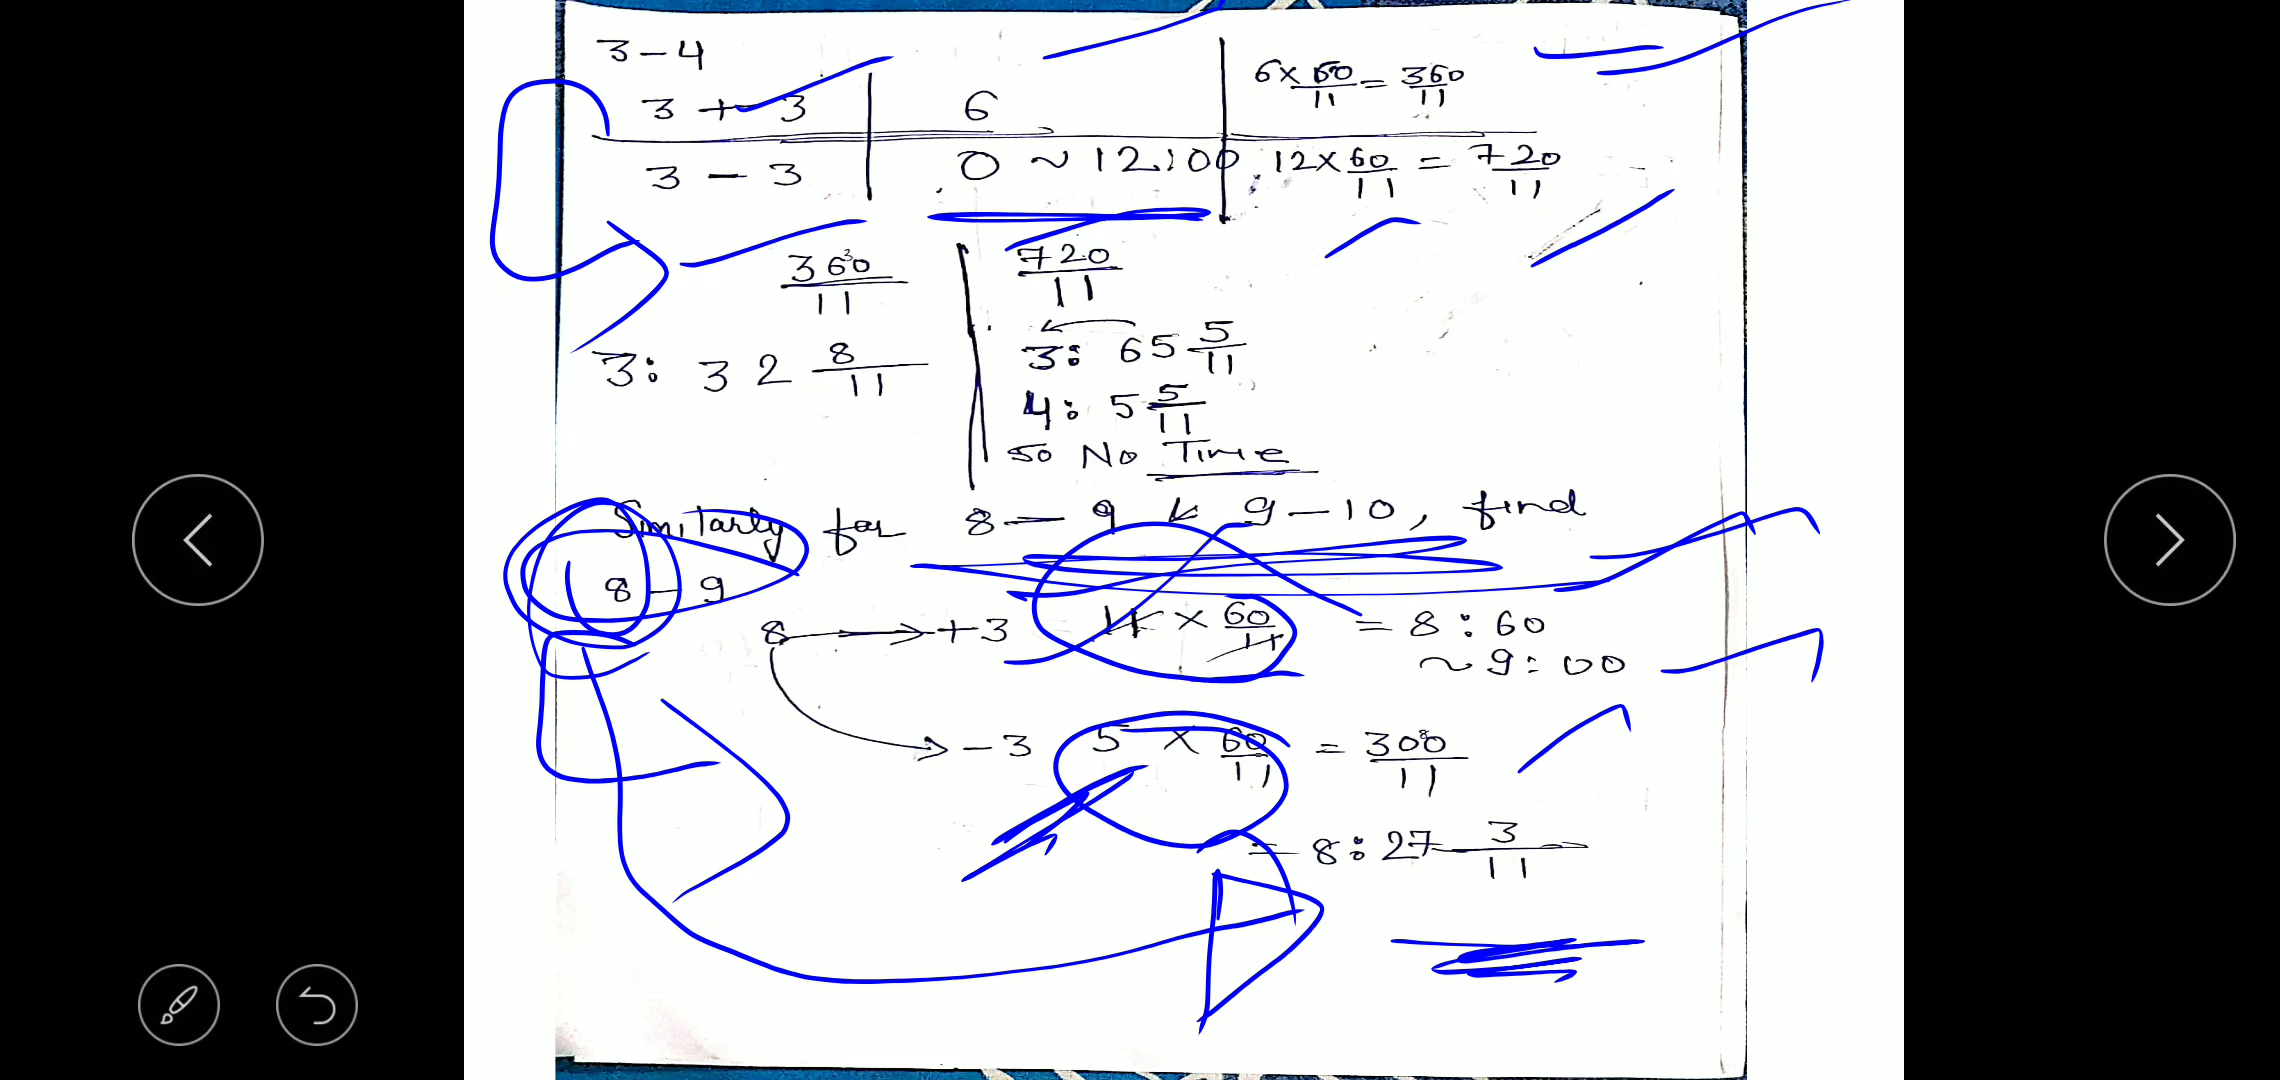 3-4
3 + 3 | 6 | 6 × 60/11 = 360/11
3 - 3 | 0 ~ 12:00 | 12 × 60/11 = 720/11
360/11 | 720/11
3: 32 8/11 | 3: 65 5/11
4: 5 5/11
so No Time
Similarly for 8-9 & 9-10, find
8-9
8 → +3 11 × 60/11 = 8:60
~ 9:00
→ -3 5 × 60/11 = 300/11
= 8:27 3/11